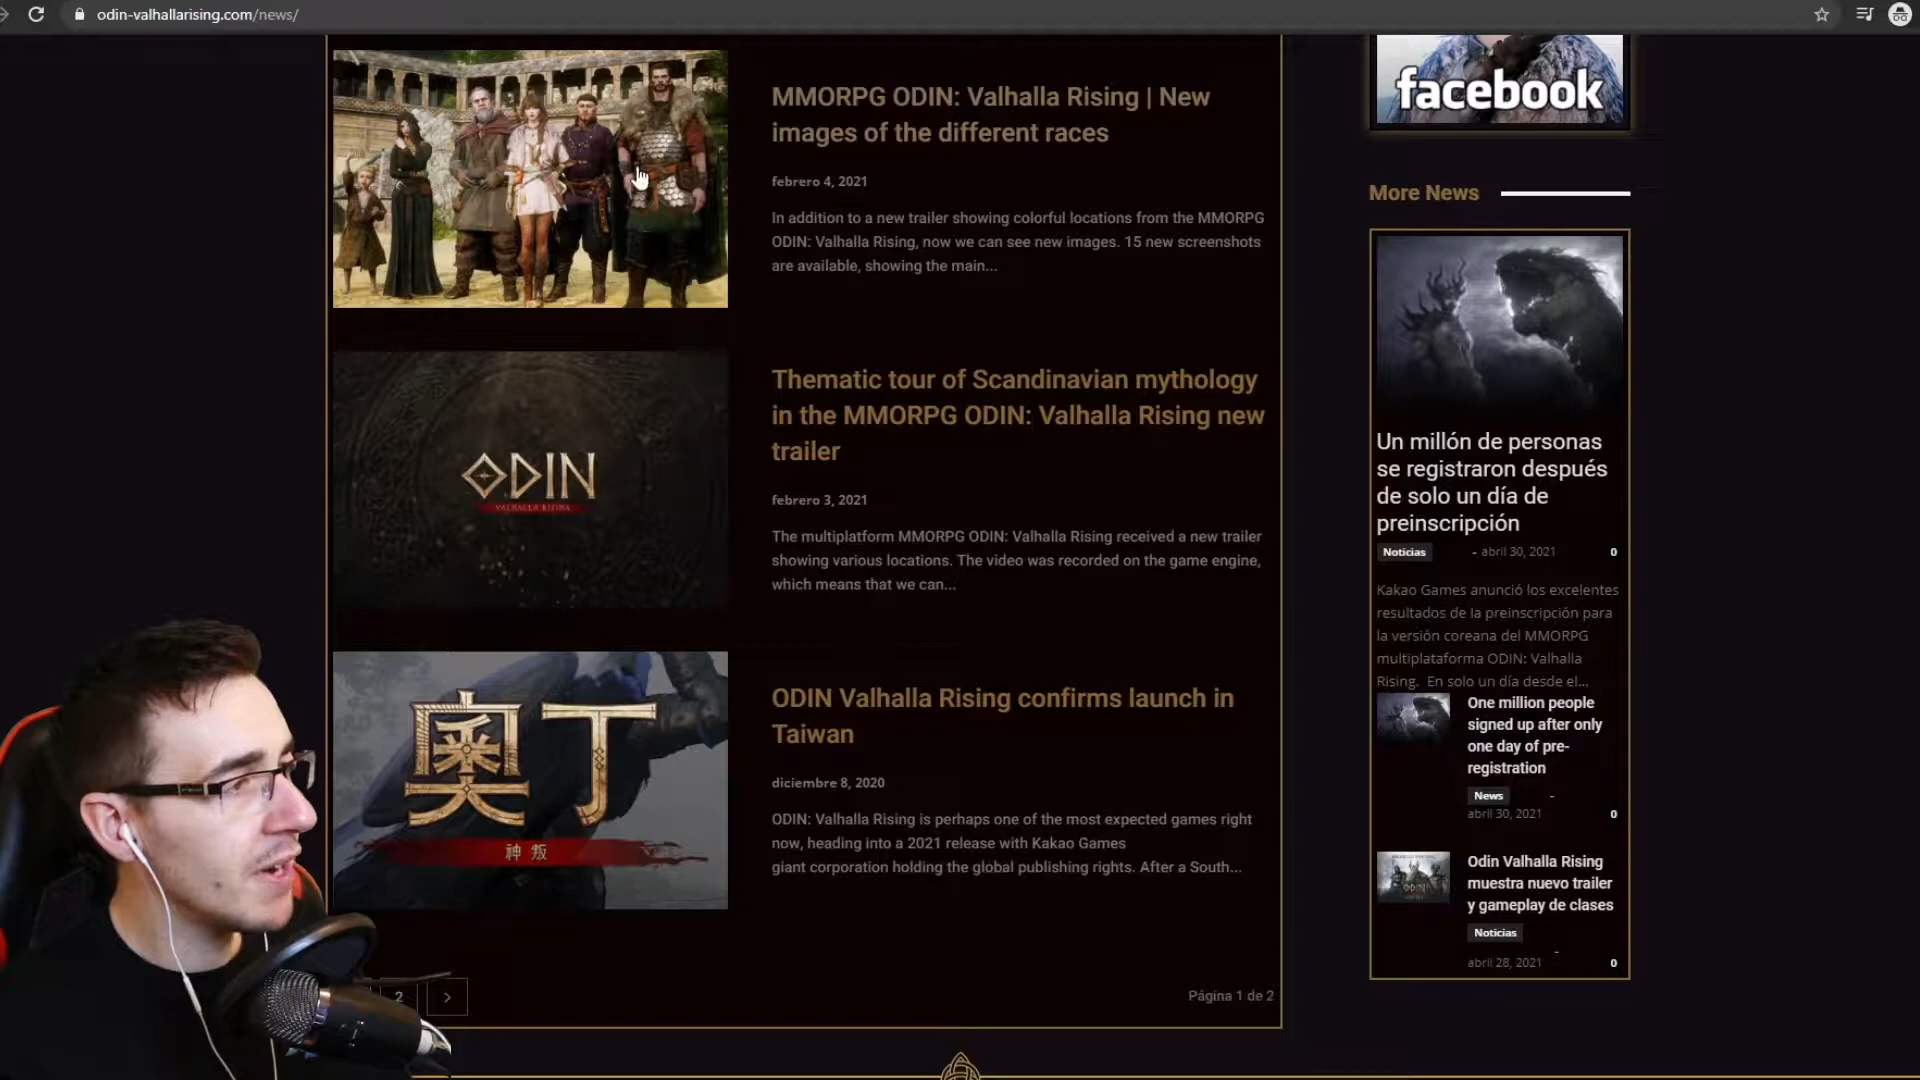 odin-valhallarising.com/news/
MMORPG ODIN: Valhalla Rising | New
images of the different races
febrero 4, 2021
In addition to a new trailer showing colorful locations from the MMORPG
ODIN: Valhalla Rising, now we can see new images. 15 new screenshots
are available, showing the main...
ODIN
VALHALLA RISING
Thematic tour of Scandinavian mythology
in the MMORPG ODIN: Valhalla Rising new
trailer
febrero 3, 2021
The multiplatform MMORPG ODIN: Valhalla Rising received a new trailer
showing various locations. The video was recorded on the game engine,
which means that we can...
奧丁
神叛
ODIN Valhalla Rising confirms launch in
Taiwan
diciembre 8, 2020
ODIN: Valhalla Rising is perhaps one of the most expected games right
now, heading into a 2021 release with Kakao Games
giant corporation holding the global publishing rights. After a South...
2
Página 1 de 2
facebook
More News
Un millón de personas
se registraron después
de solo un día de
preinscripción
Noticias - abril 30, 2021 0
Kakao Games anunció los excelentes
resultados de la preinscripción para
la versión coreana del MMORPG
multiplataforma ODIN: Valhalla
Rising. En solo un día desde el...
One million people
signed up after only
one day of pre-
registration
News -
abril 30, 2021 0
ODIN
Odin Valhalla Rising
muestra nuevo trailer
y gameplay de clases
Noticias -
abril 28, 2021 0